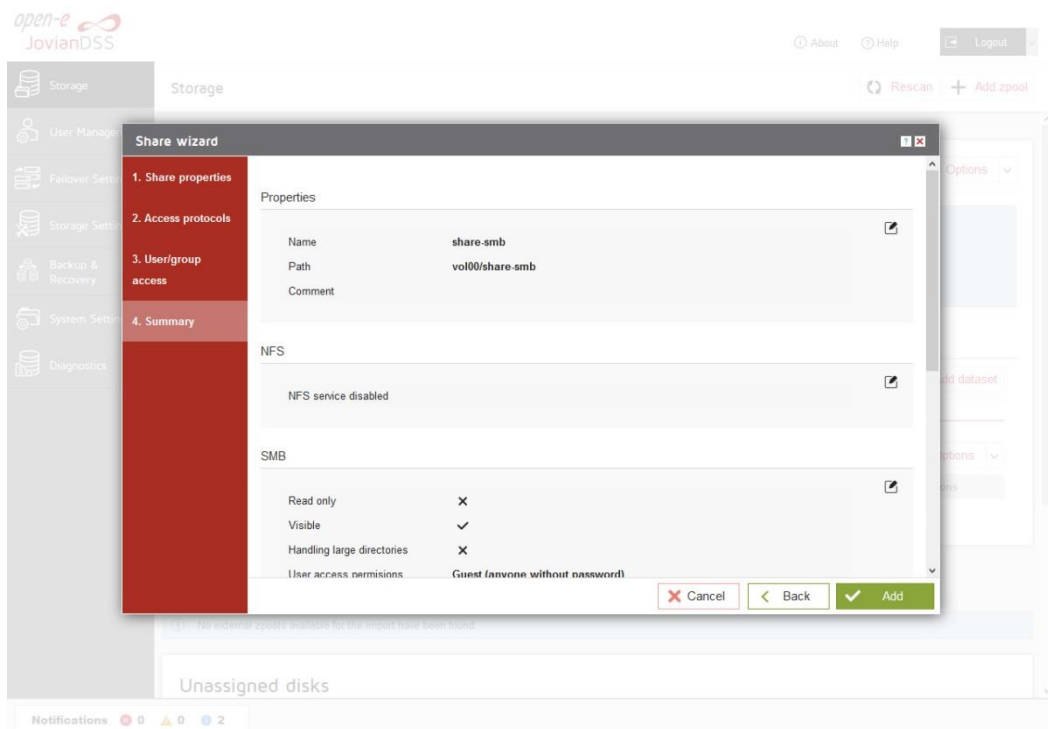 open-e
JovianDSS
About
Help
Logout
Storage
Storage
Rescan
Add zpool
User Manage
Share wizard
Failover Setti
1. Share properties
Options
Properties
Storage Settin
2. Access protocols
Name share-smb
Backup &
Recovery
3. User/group
access
Path vol00/share-smb
Comment
System Settin
4. Summary
NFS
Diagnostics
dd dataset
NFS service disabled
SMB
ptions
Read only
ons
Visible
Handling large directories
User access permisions Guest (anyone without password)
Cancel
Back
Add
No external zpools available for the import have been found.
Unassigned disks
Notifications 0 0 2